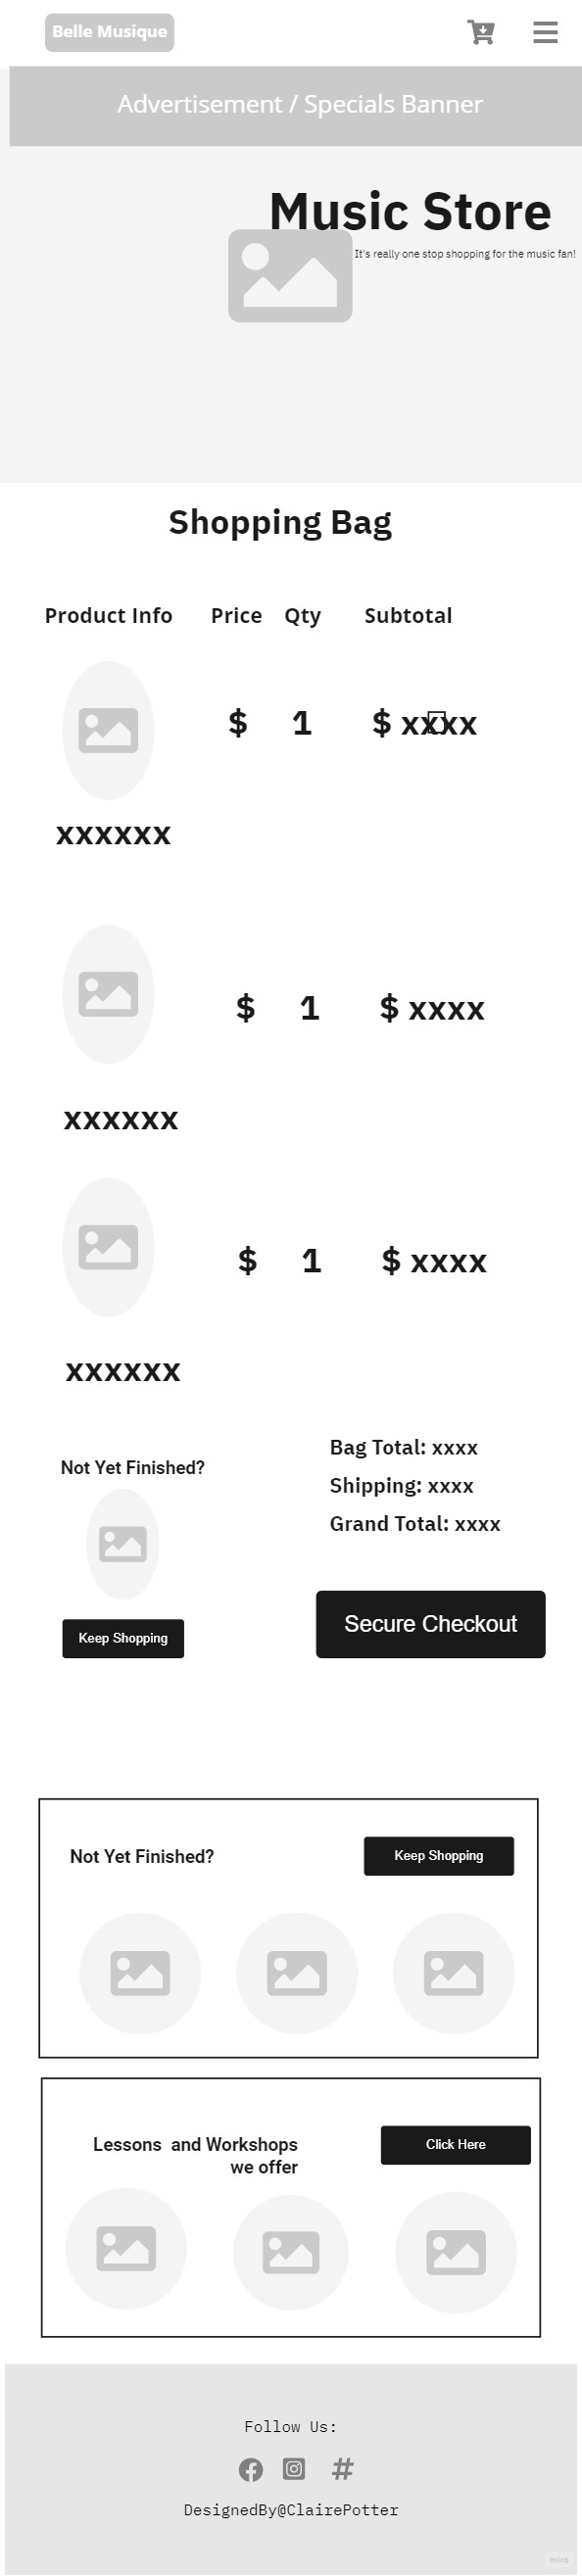 Belle Musique
Advertisement / Specials Banner
Music Store
It's really one stop shopping for the music fan!
Shopping Bag
Product Info Price Qty Subtotal
$ 1 $ xxxx
xxxxxx
$ 1 $ xxxx
xxxxxx
$ 1 $ xxxx
xxxxxx
Bag Total: xxxx
Shipping: xxxx
Grand Total: xxxx
Not Yet Finished?
Keep Shopping
Secure Checkout
Not Yet Finished?
Keep Shopping
Lessons and Workshops
we offer
Click Here
Follow Us:
#
DesignedBy@ClairePotter
miro